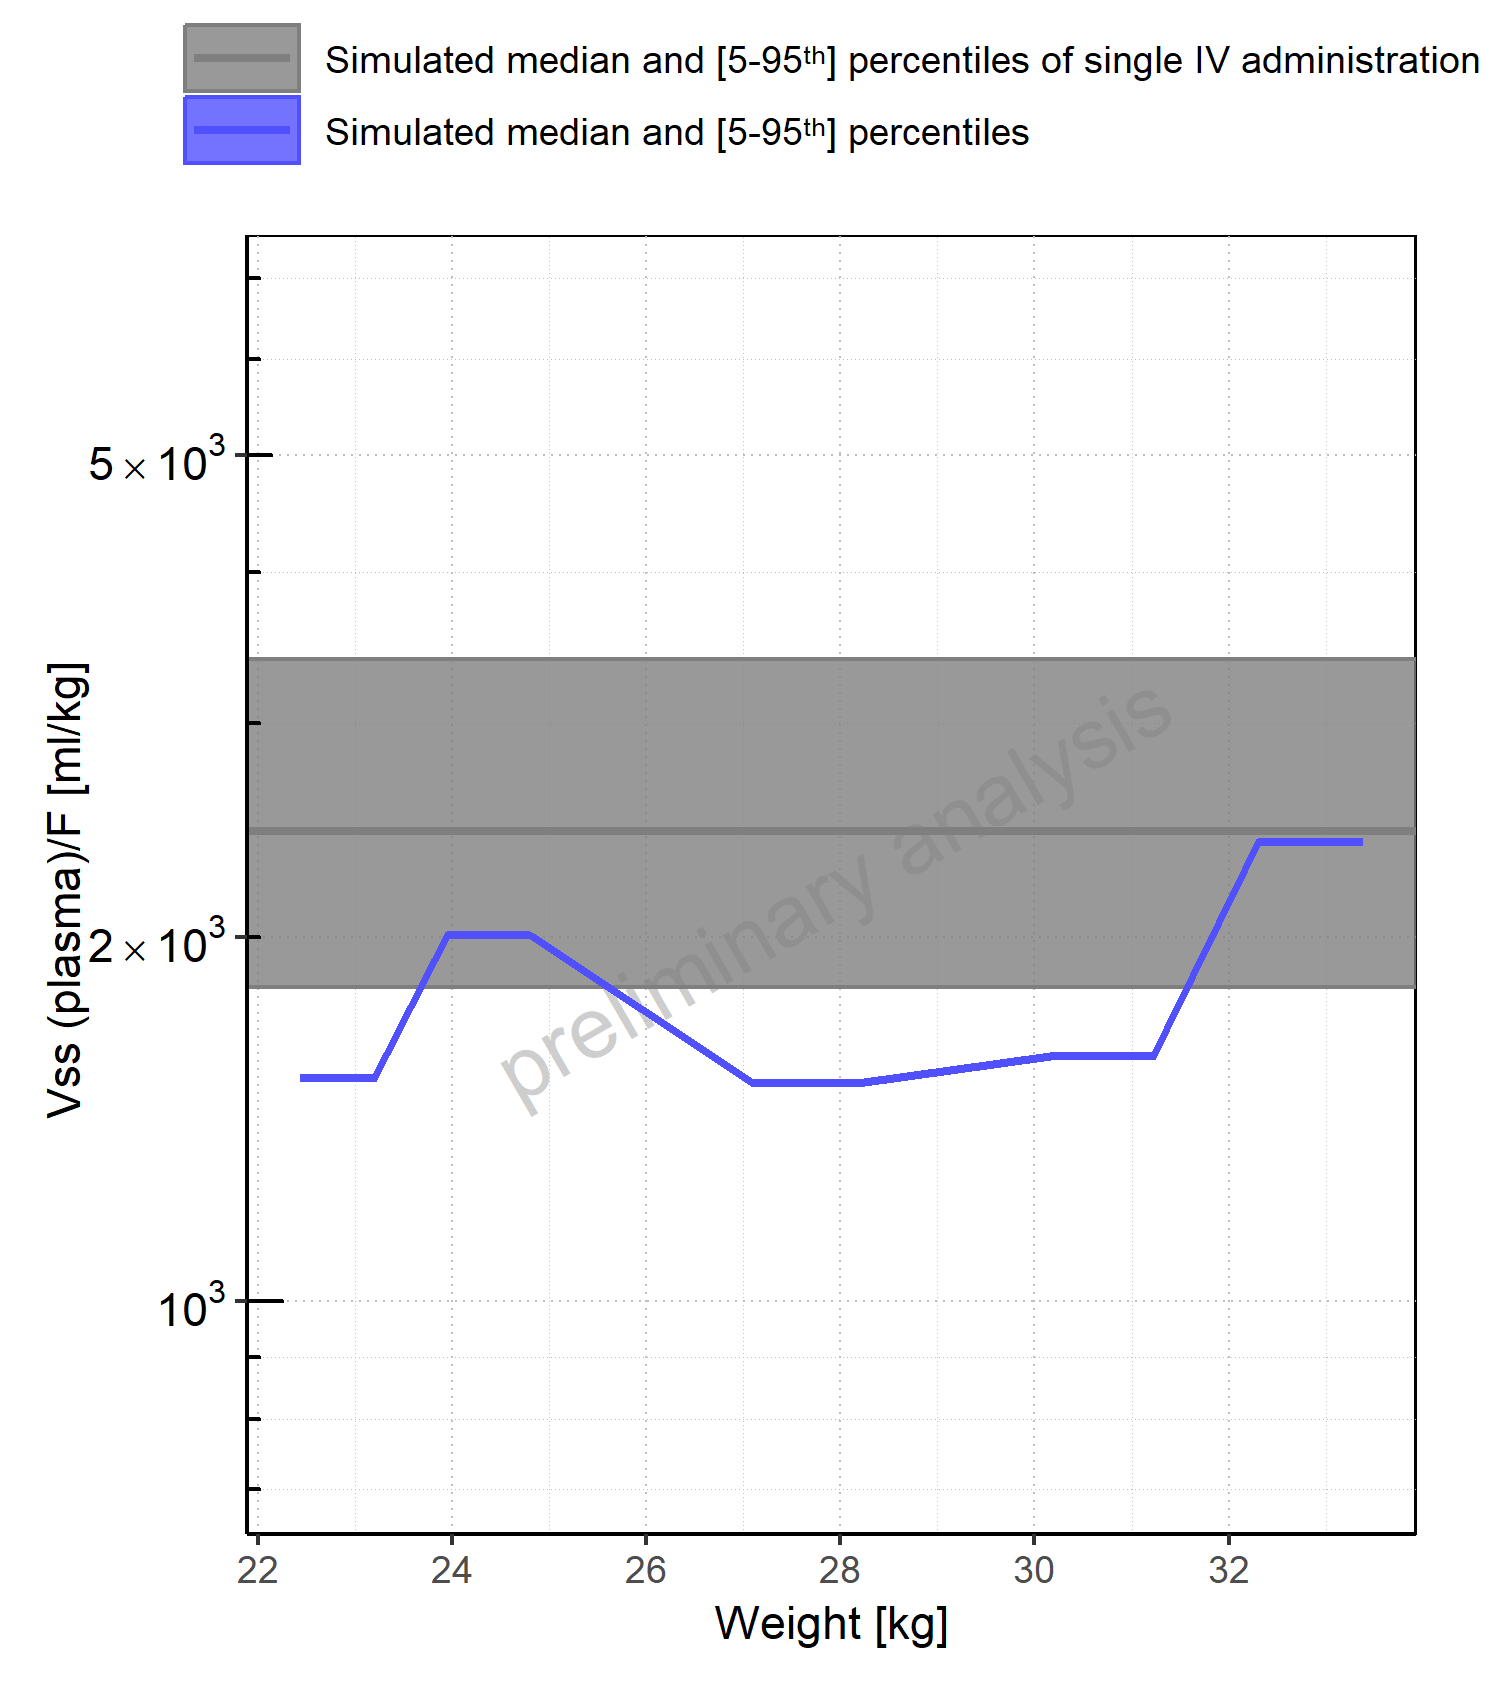 Simulated median and [5-95th] percentiles of single IV administration
Simulated median and [5-95th] percentiles
5 × 10³
2 × 10³
10³
Vss (plasma)/F [ml/kg]
preliminary analysis
22 24 26 28 30 32
Weight [kg]